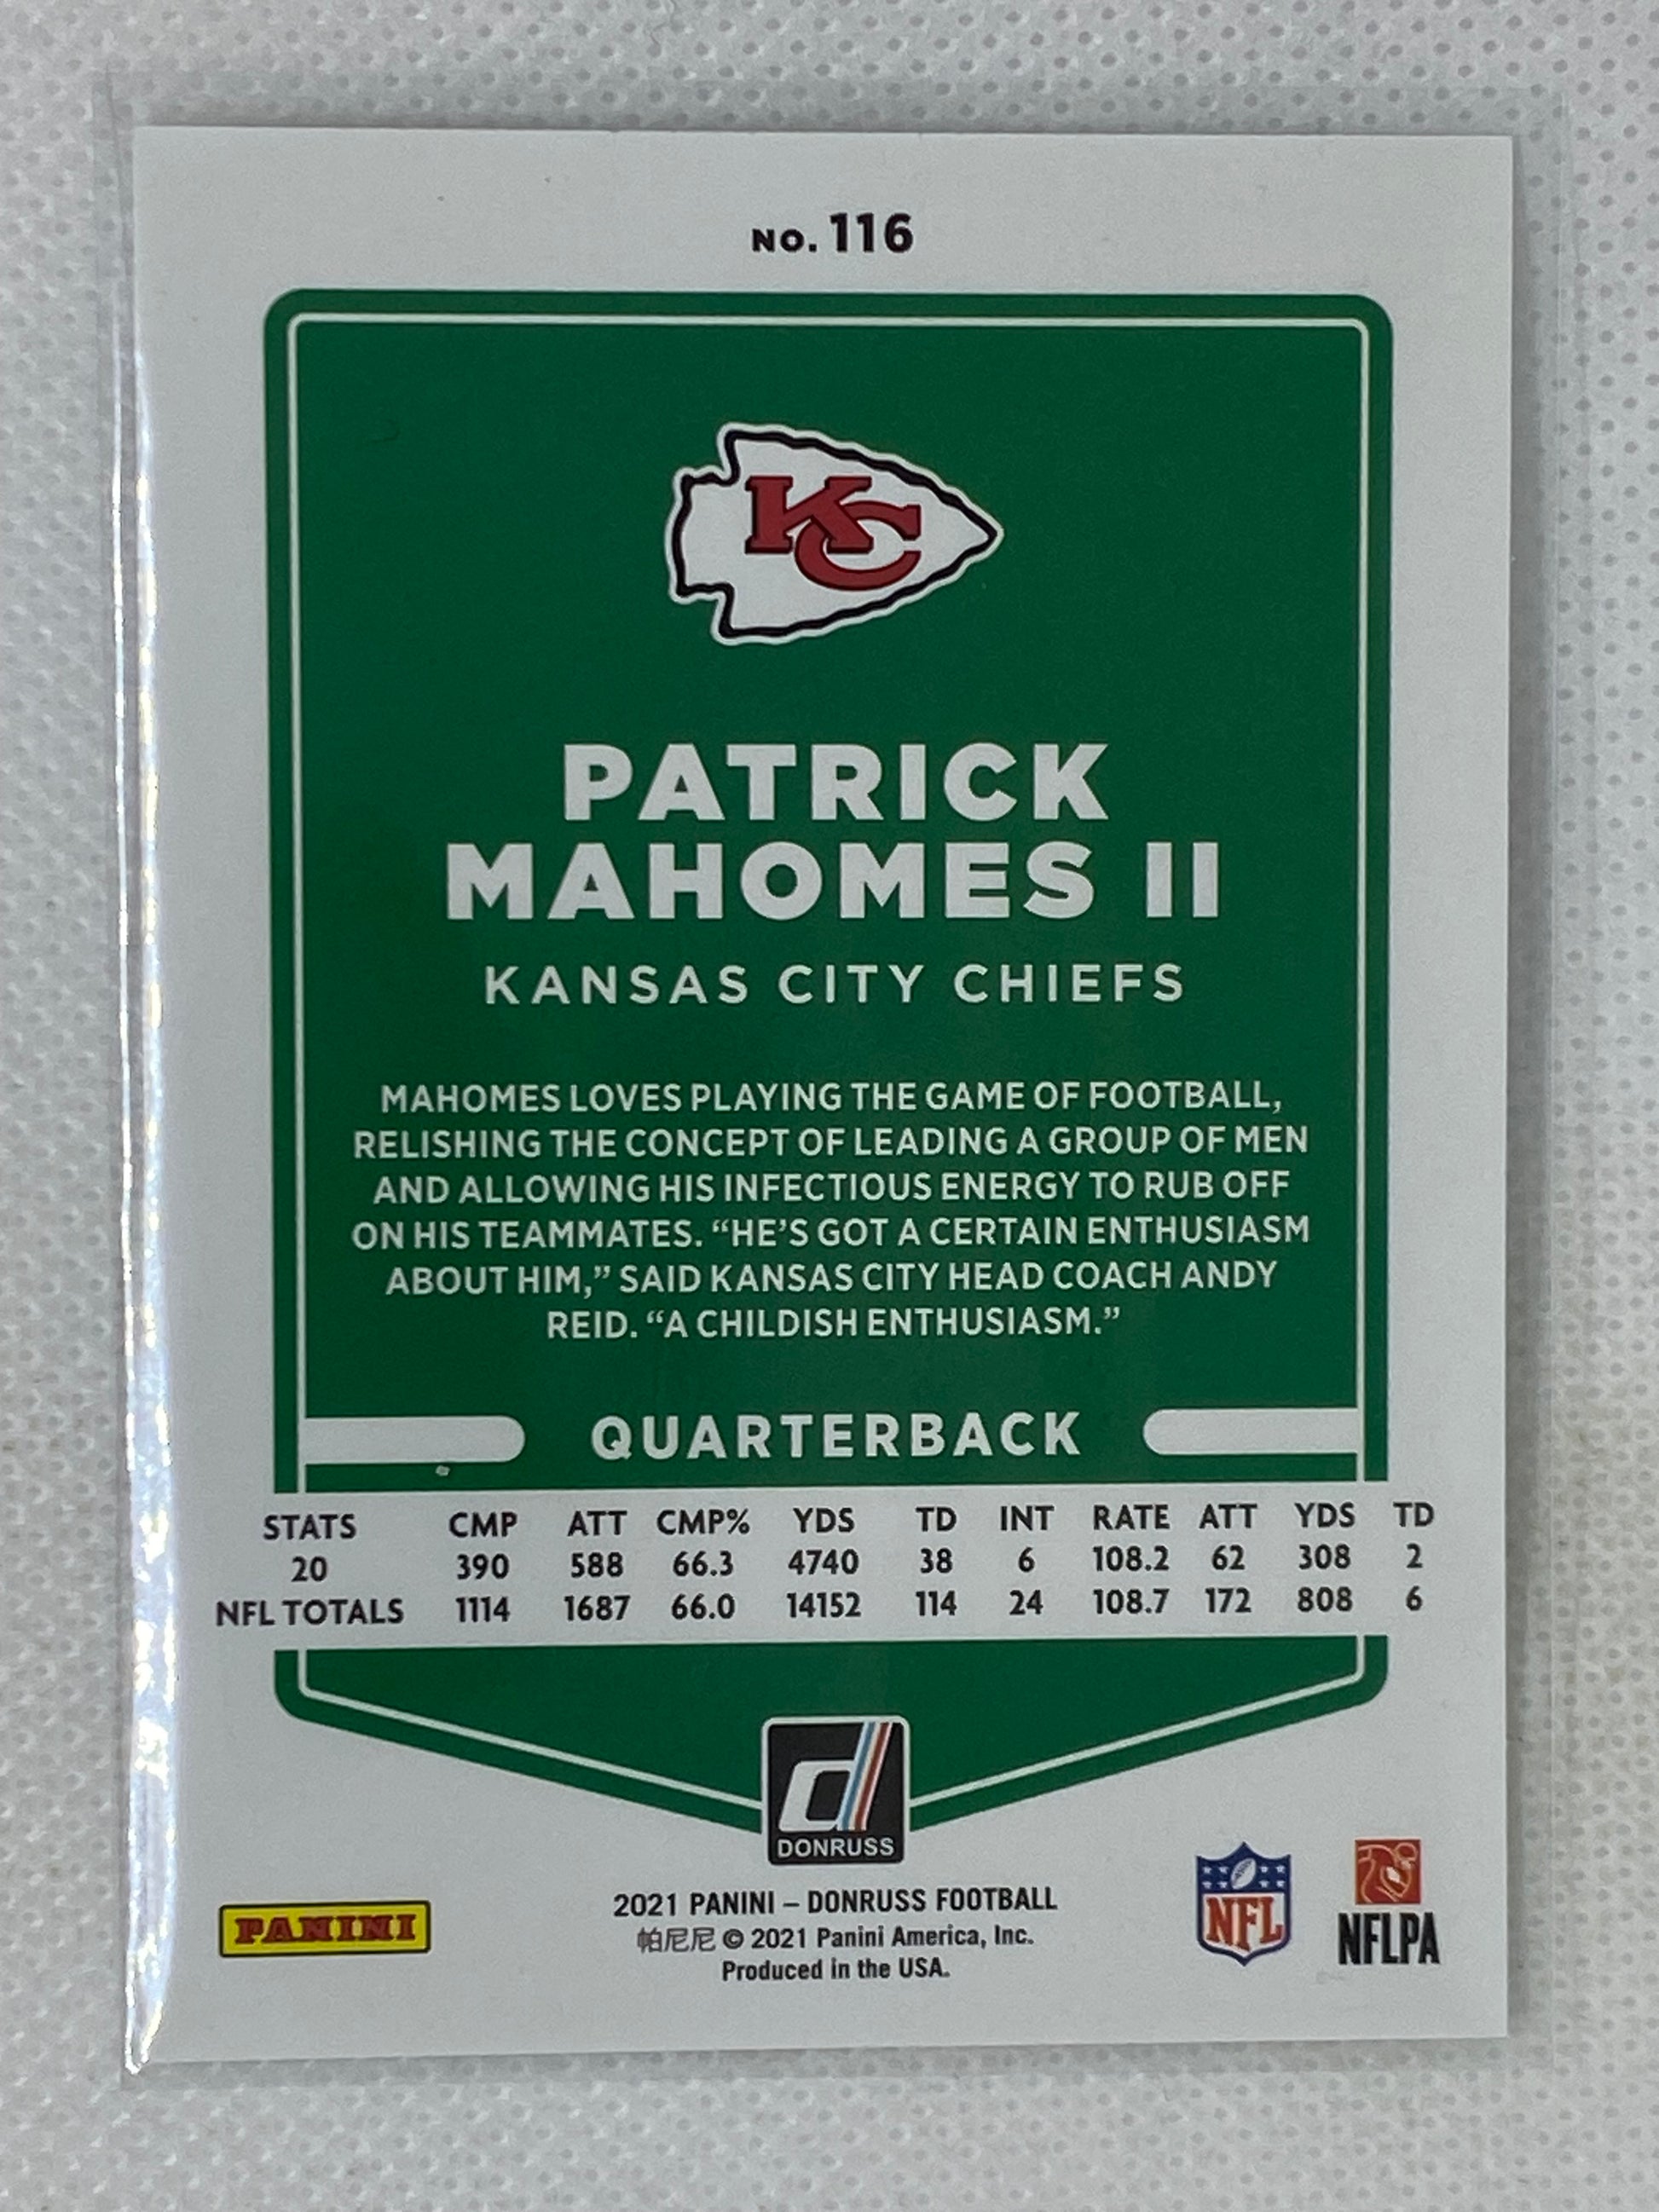 NO. 116
KC
PATRICK
MAHOMES II
KANSAS CITY CHIEFS
MAHOMES LOVES PLAYING THE GAME OF FOOTBALL,
RELISHING THE CONCEPT OF LEADING A GROUP OF MEN
AND ALLOWING HIS INFECTIOUS ENERGY TO RUB OFF
ON HIS TEAMMATES. “HE’S GOT A CERTAIN ENTHUSIASM
ABOUT HIM,” SAID KANSAS CITY HEAD COACH ANDY
REID. “A CHILDISH ENTHUSIASM.”
QUARTERBACK
STATS CMP ATT CMP% YDS TD INT RATE ATT YDS TD
20 390 588 66.3 4740 38 6 108.2 62 308 2
NFL TOTALS 1114 1687 66.0 14152 114 24 108.7 172 808 6
d
DONRUSS
PANINI
2021 PANINI – DONRUSS FOOTBALL
帕尼尼 © 2021 Panini America, Inc.
Produced in the USA.
NFL
NFLPA